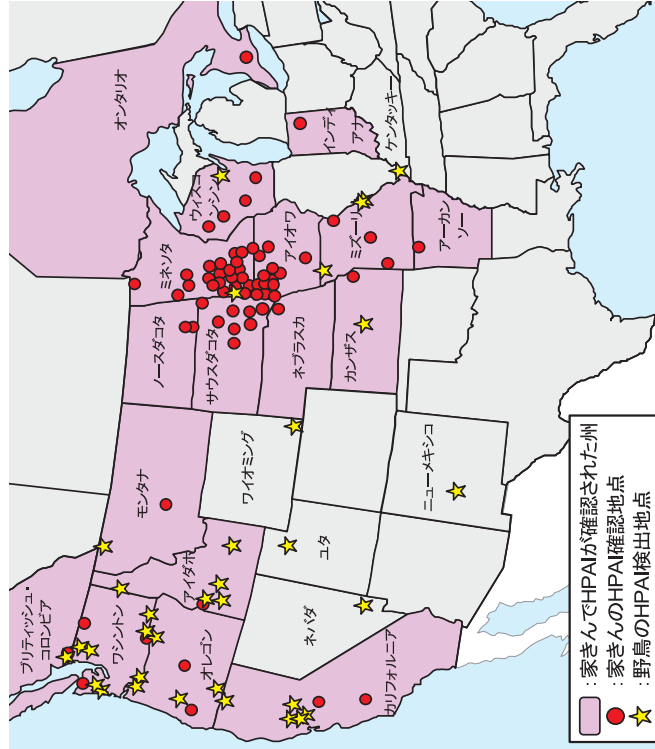 ブリティッシュ・
コロンビア
ワシントン
オレゴン
カリフォルニア
ネバダ
アイダホ
モンタナ
ユタ
ワイオミング
ニューメキシコ
ノースダコタ
サウスダコタ
ネブラスカ
カンザス
ミネソタ
アイオワ
ミズーリ
アーカン
ソー
ウィスコ
ンシン
オンタリオ
インディ
アナ
ケンタッキー
：家きんでHPAIが確認された州
：家きんのHPAI確認地点
：野鳥のHPAI検出地点